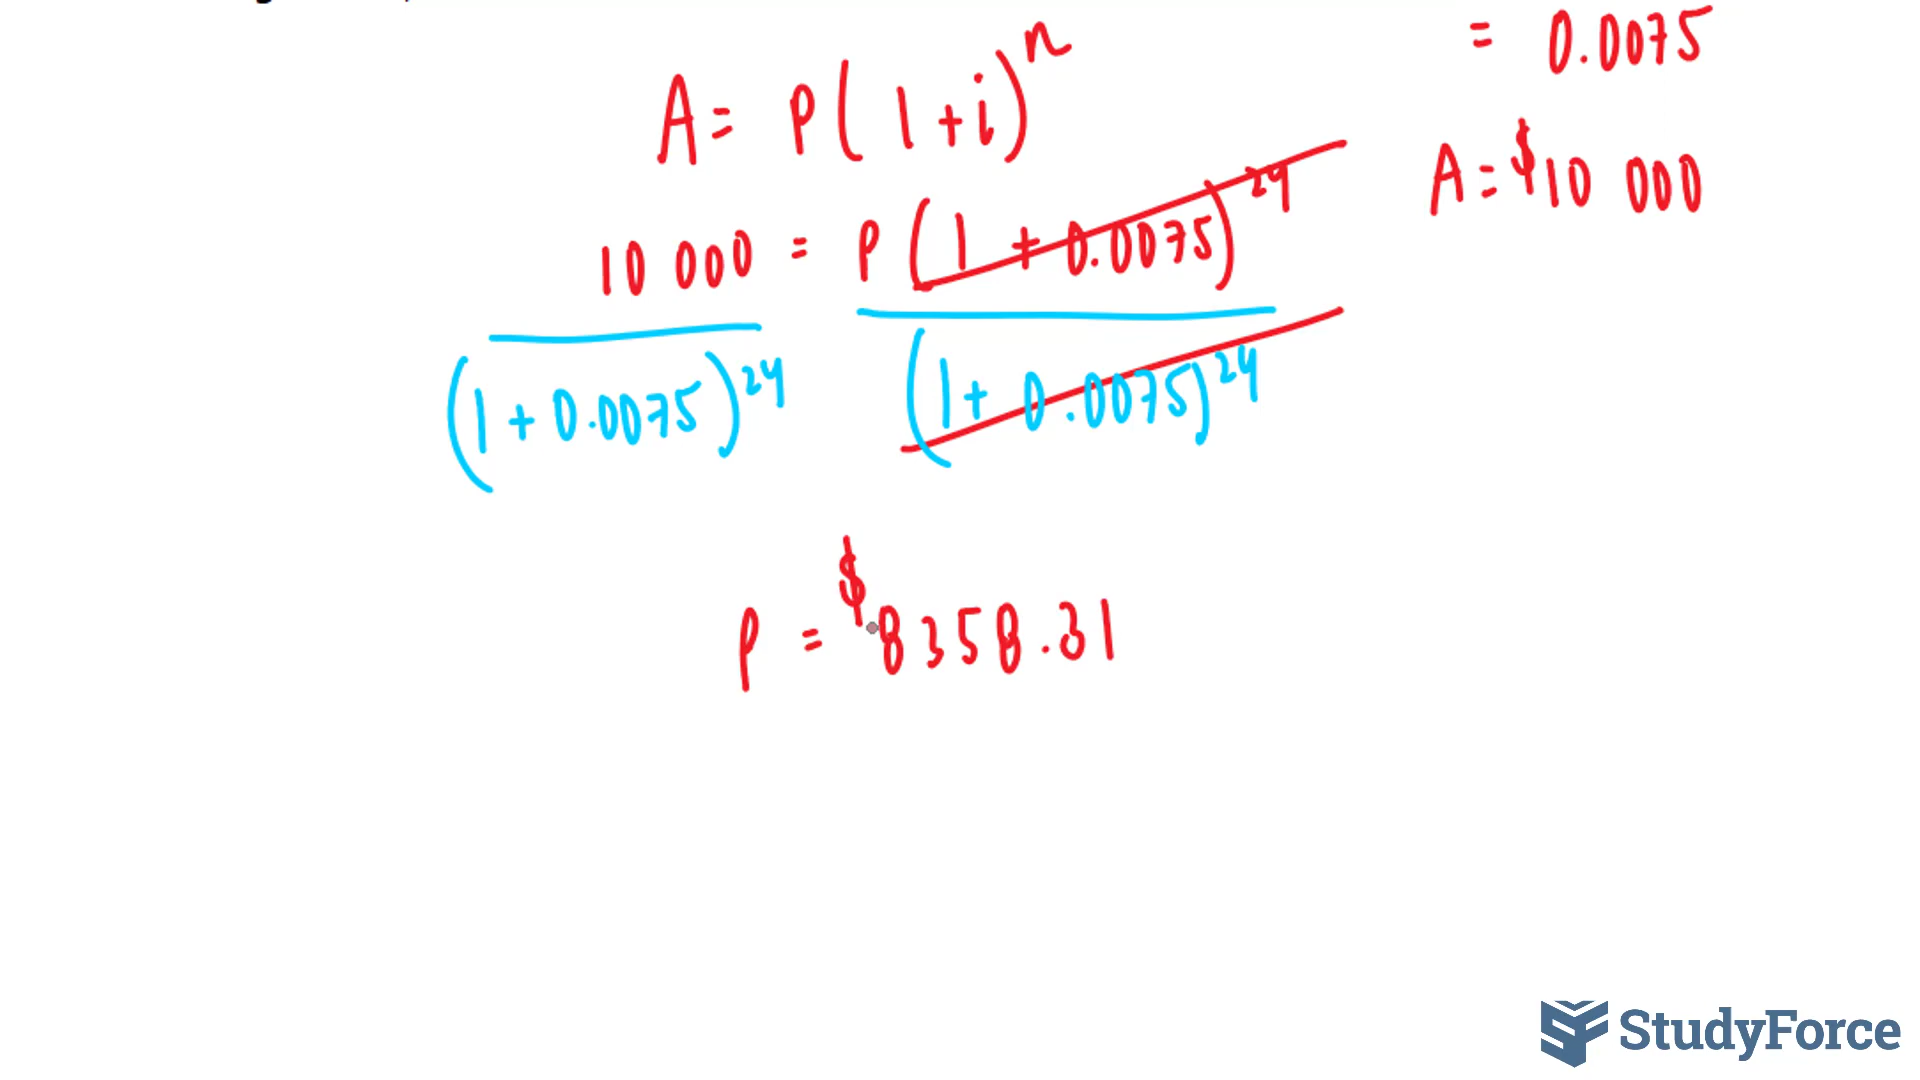 = 0.0075
A = P(1+i)^n
A = $10 000
10 000 = P(1 + 0.0075)^24
(1 + 0.0075)^24 (1 + 0.0075)^24
P = $8358.31
StudyForce